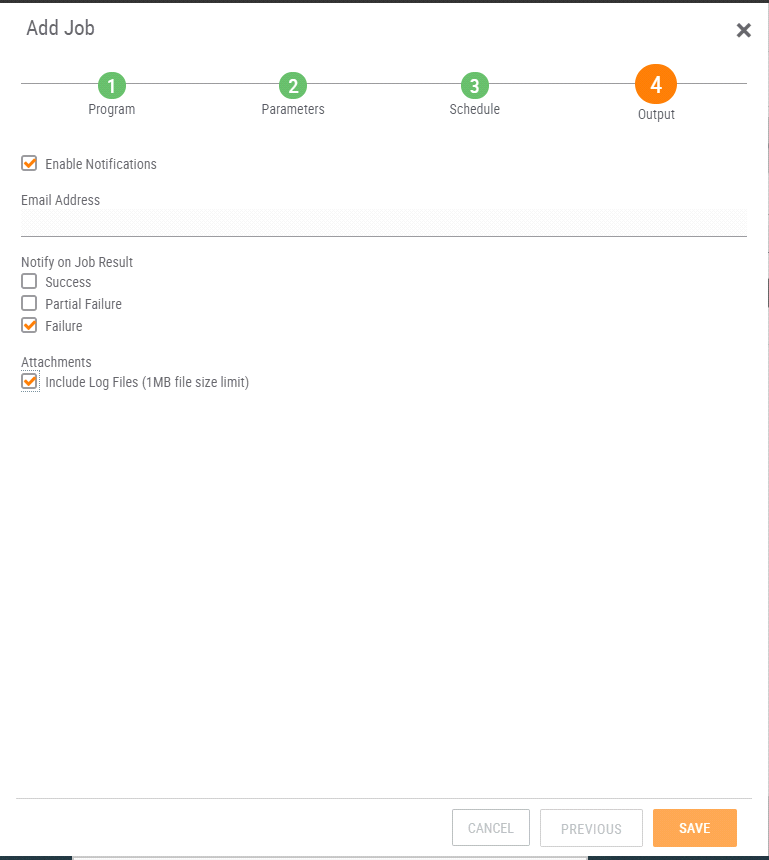 Add Job
1 2 3 4
Program Parameters Schedule Output
Enable Notifications
Email Address
Notify on Job Result
Success
Partial Failure
Failure
Attachments
Include Log Files (1MB file size limit)
CANCEL PREVIOUS SAVE